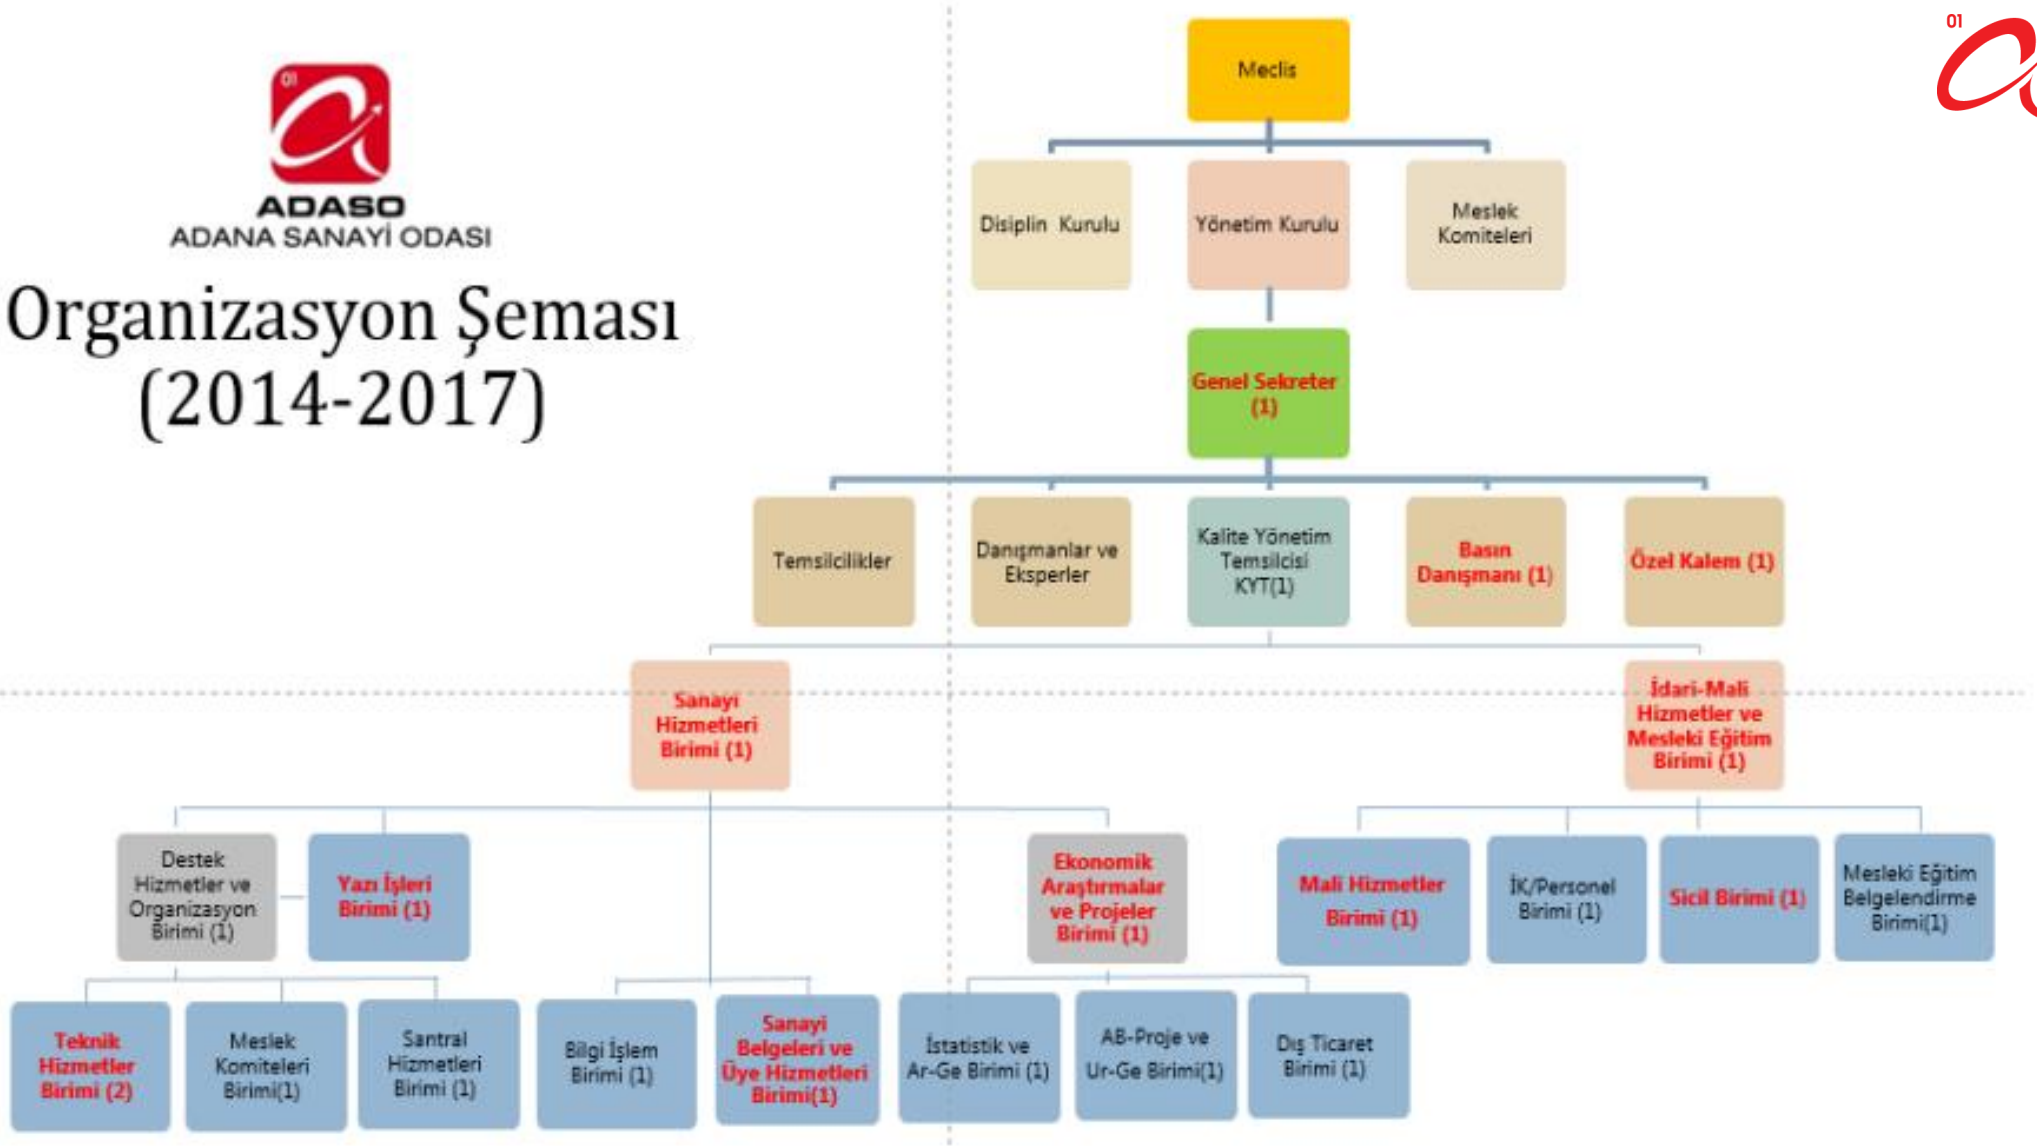 01
01
ADASO
ADANA SANAYİ ODASI
Organizasyon Şeması
(2014-2017)
Meclis
Disiplin Kurulu
Yönetim Kurulu
Meslek
Komiteleri
Genel Sekreter
(1)
Temsilcilikler
Danışmanlar ve
Eksperler
Kalite Yönetim
Temsilcisi
KYT(1)
Basın
Danışmanı (1)
Özel Kalem (1)
Sanayi
Hizmetleri
Birimi (1)
İdari-Mali
Hizmetler ve
Mesleki Eğitim
Birimi (1)
Destek
Hizmetler ve
Organizasyon
Birimi (1)
Yazı İşleri
Birimi (1)
Ekonomik
Araştırmalar
ve Projeler
Birimi (1)
Mali Hizmetler
Birimi (1)
İK/Personel
Birimi (1)
Sicil Birimi (1)
Mesleki Eğitim
Belgelendirme
Birimi(1)
Teknik
Hizmetler
Birimi (2)
Meslek
Komiteleri
Birimi(1)
Santral
Hizmetleri
Birimi (1)
Bilgi İşlem
Birimi (1)
Sanayi
Belgeleri ve
Üye Hizmetleri
Birimi(1)
İstatistik ve
Ar-Ge Birimi (1)
AB-Proje ve
Ur-Ge Birimi(1)
Dış Ticaret
Birimi (1)